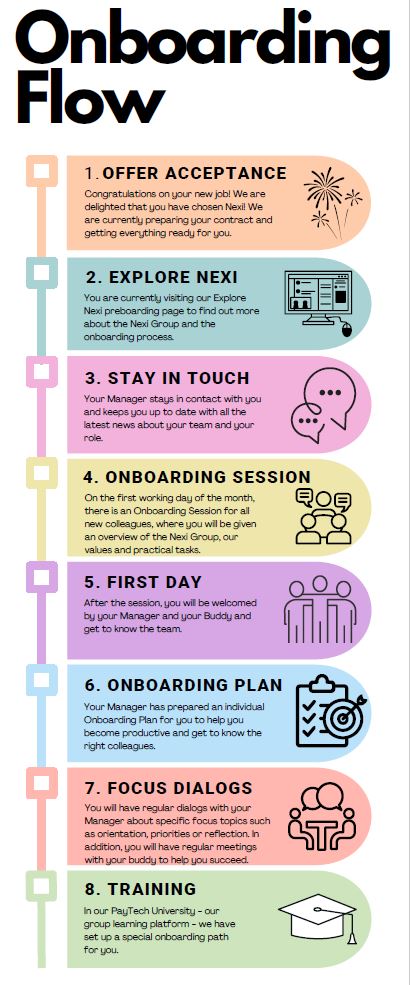 Onboarding
Flow
1. OFFER ACCEPTANCE
Congratulations on your new job! We are
delighted that you have chosen Nexi! We
are currently preparing your contract and
getting everything ready for you.
2. EXPLORE NEXI
You are currently visiting our Explore
Nexi preboarding page to find out more
about the Nexi Group and the
onboarding process.
3. STAY IN TOUCH
Your Manager stays in contact with you
and keeps you up to date with all the
latest news about your team and your
role.
4. ONBOARDING SESSION
On the first working day of the month,
there is an Onboarding Session for all
new colleagues, where you will be given
an overview of the Nexi Group, our
values and practical tasks.
5. FIRST DAY
After the session, you will be welcomed
by your Manager and your Buddy and
get to know the team.
6. ONBOARDING PLAN
Your Manager has prepared an individual
Onboarding Plan for you to help you
become productive and get to know the
right colleagues.
7. FOCUS DIALOGS
You will have regular dialogs with your
Manager about specific focus topics such
as orientation, priorities or reflection. In
addition, you will have regular meetings
with your buddy to help you succeed.
8. TRAINING
In our PayTech University - our
group learning platform - we have
set up a special onboarding path
for you.